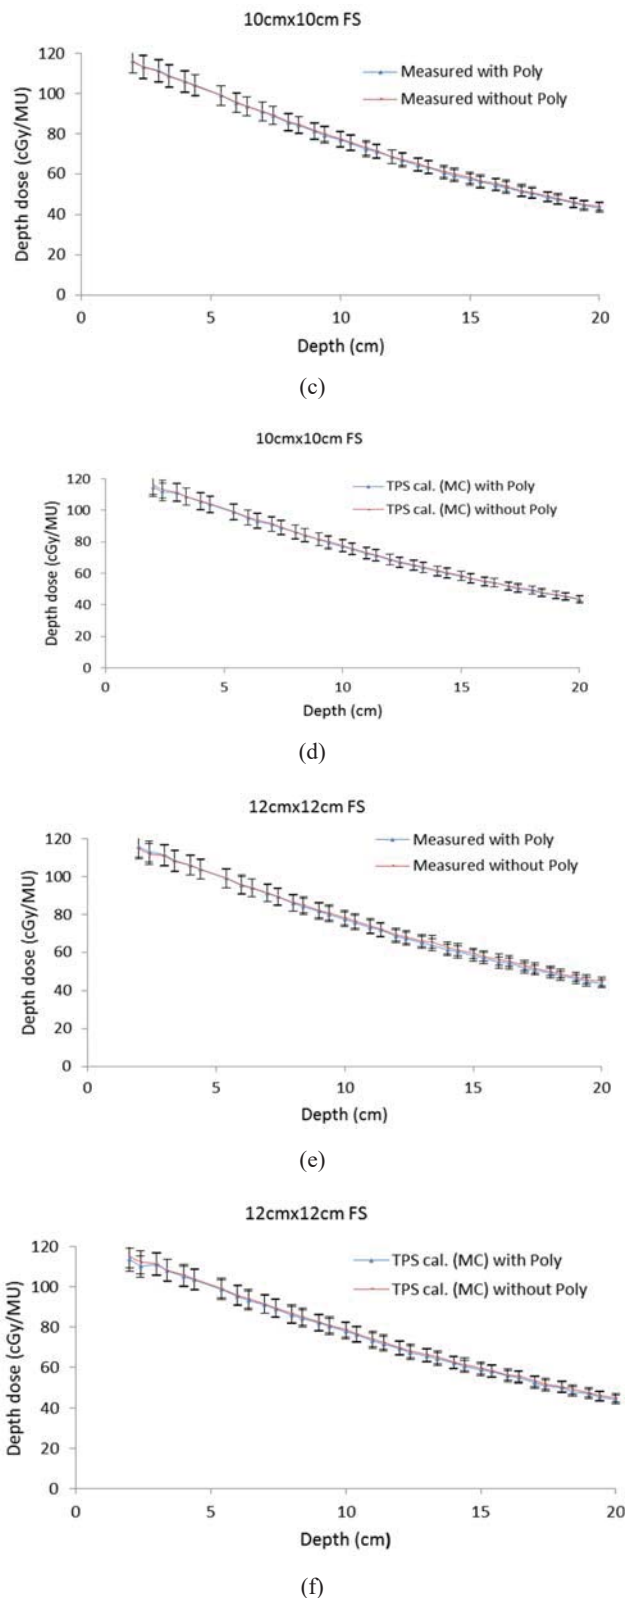 10cmx10cm FS
Measured with Poly
Measured without Poly
Depth dose (cGy/MU)
120
100
80
60
40
20
0
0 5 10 15 20
Depth (cm)
(c)
10cmx10cm FS
TPS cal. (MC) with Poly
TPS cal. (MC) without Poly
Depth dose (cGy/MU)
120
100
80
60
40
20
0
0 5 10 15 20
Depth (cm)
(d)
12cmx12cm FS
Measured with Poly
Measured without Poly
Depth dose (cGy/MU)
120
100
80
60
40
20
0
0 5 10 15 20
Depth (cm)
(e)
12cmx12cm FS
TPS cal. (MC) with Poly
TPS cal. (MC) without Poly
Depth dose (cGy/MU)
120
100
80
60
40
20
0
0 5 10 15 20
Depth (cm)
(f)